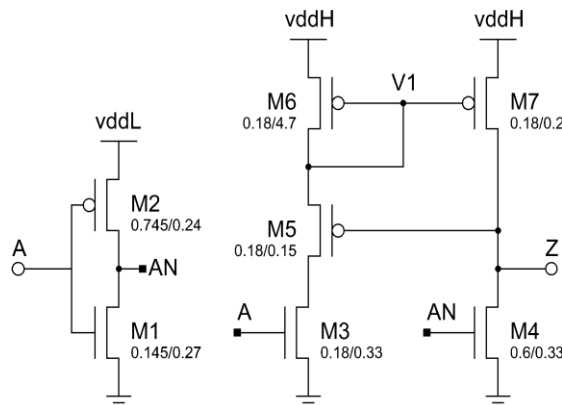 vddH
vddH
V1
M6
0.18/4.7
M7
0.18/0.2
vddL
M2
0.745/0.24
M5
0.18/0.15
A
AN
Z
A
AN
M1
0.145/0.27
M3
0.18/0.33
M4
0.6/0.33